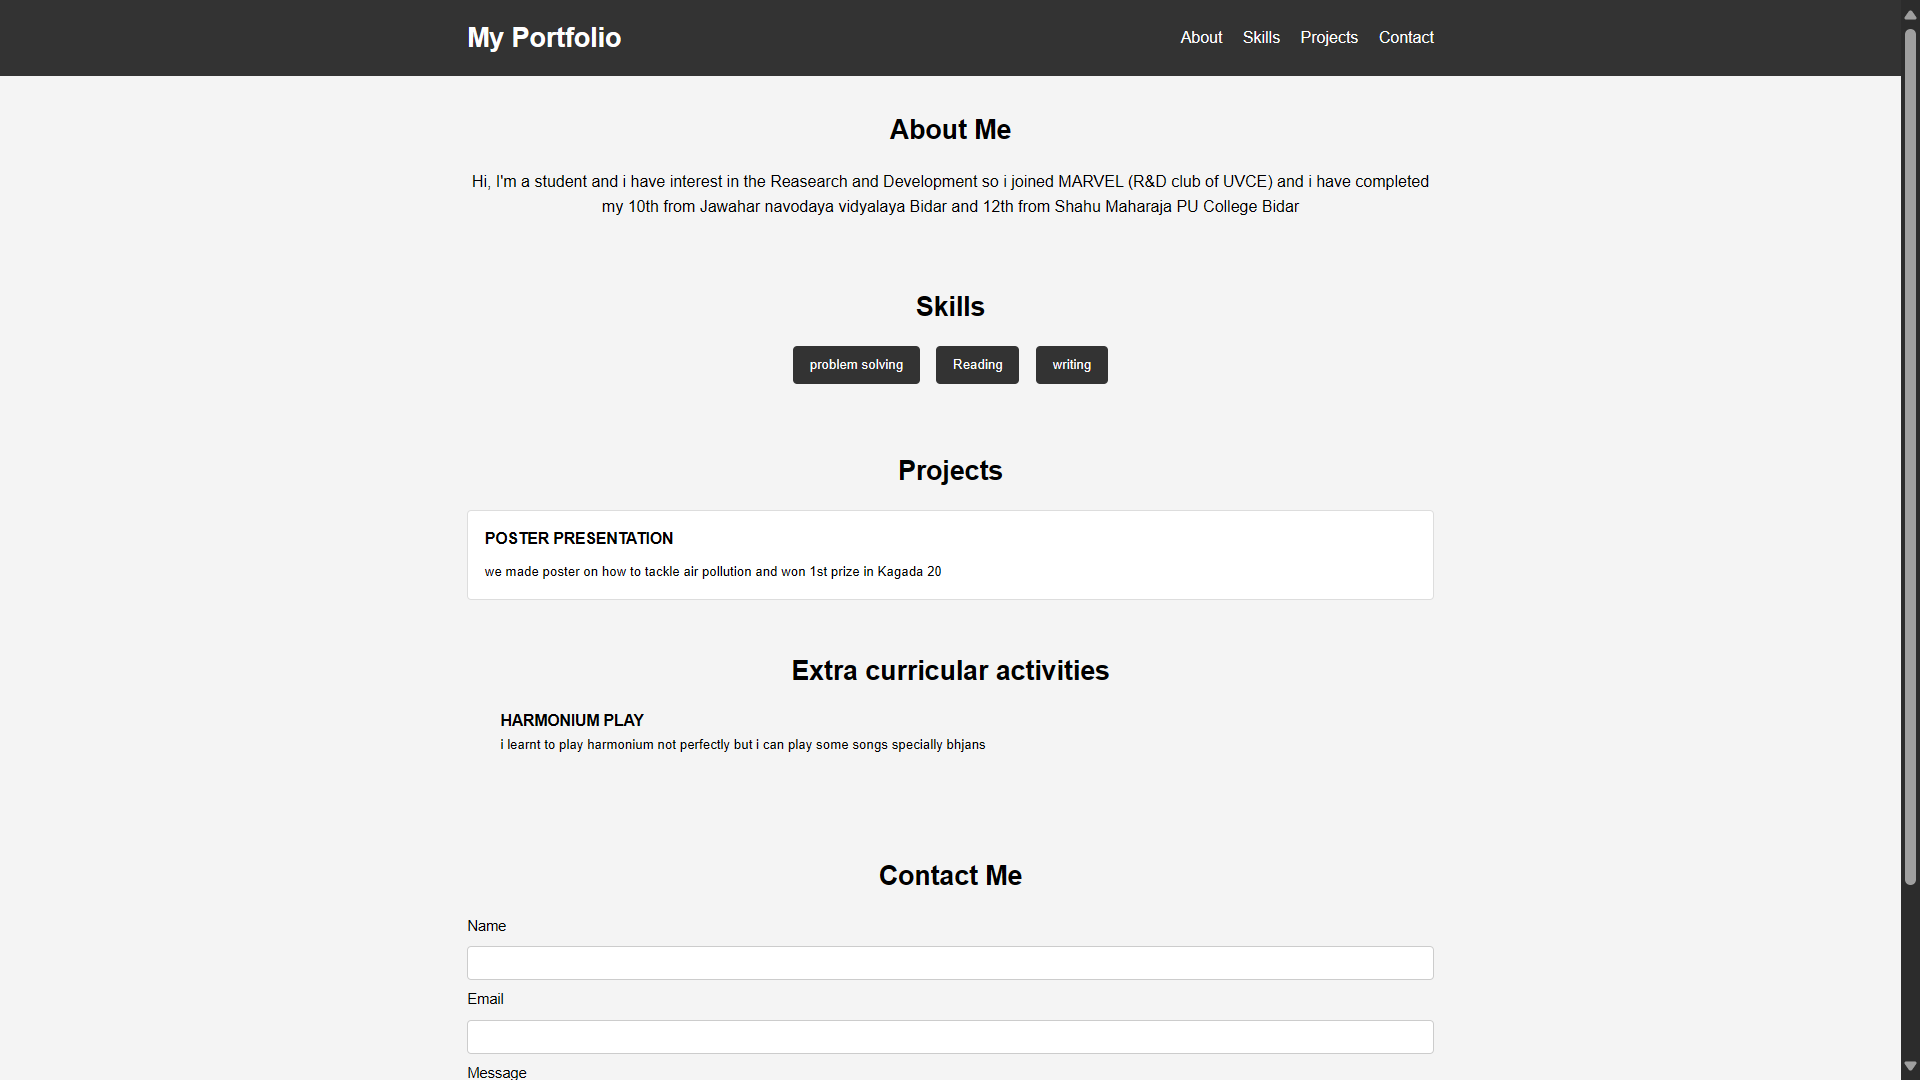 My Portfolio
About Skills Projects Contact
About Me
Hi, I'm a student and i have interest in the Reasearch and Development so i joined MARVEL (R&D club of UVCE) and i have completed
my 10th from Jawahar navodaya vidyalaya Bidar and 12th from Shahu Maharaja PU College Bidar
Skills
problem solving Reading writing
Projects
POSTER PRESENTATION
we made poster on how to tackle air pollution and won 1st prize in Kagada 20
Extra curricular activities
HARMONIUM PLAY
i learnt to play harmonium not perfectly but i can play some songs specially bhjans
Contact Me
Name
Email
Message